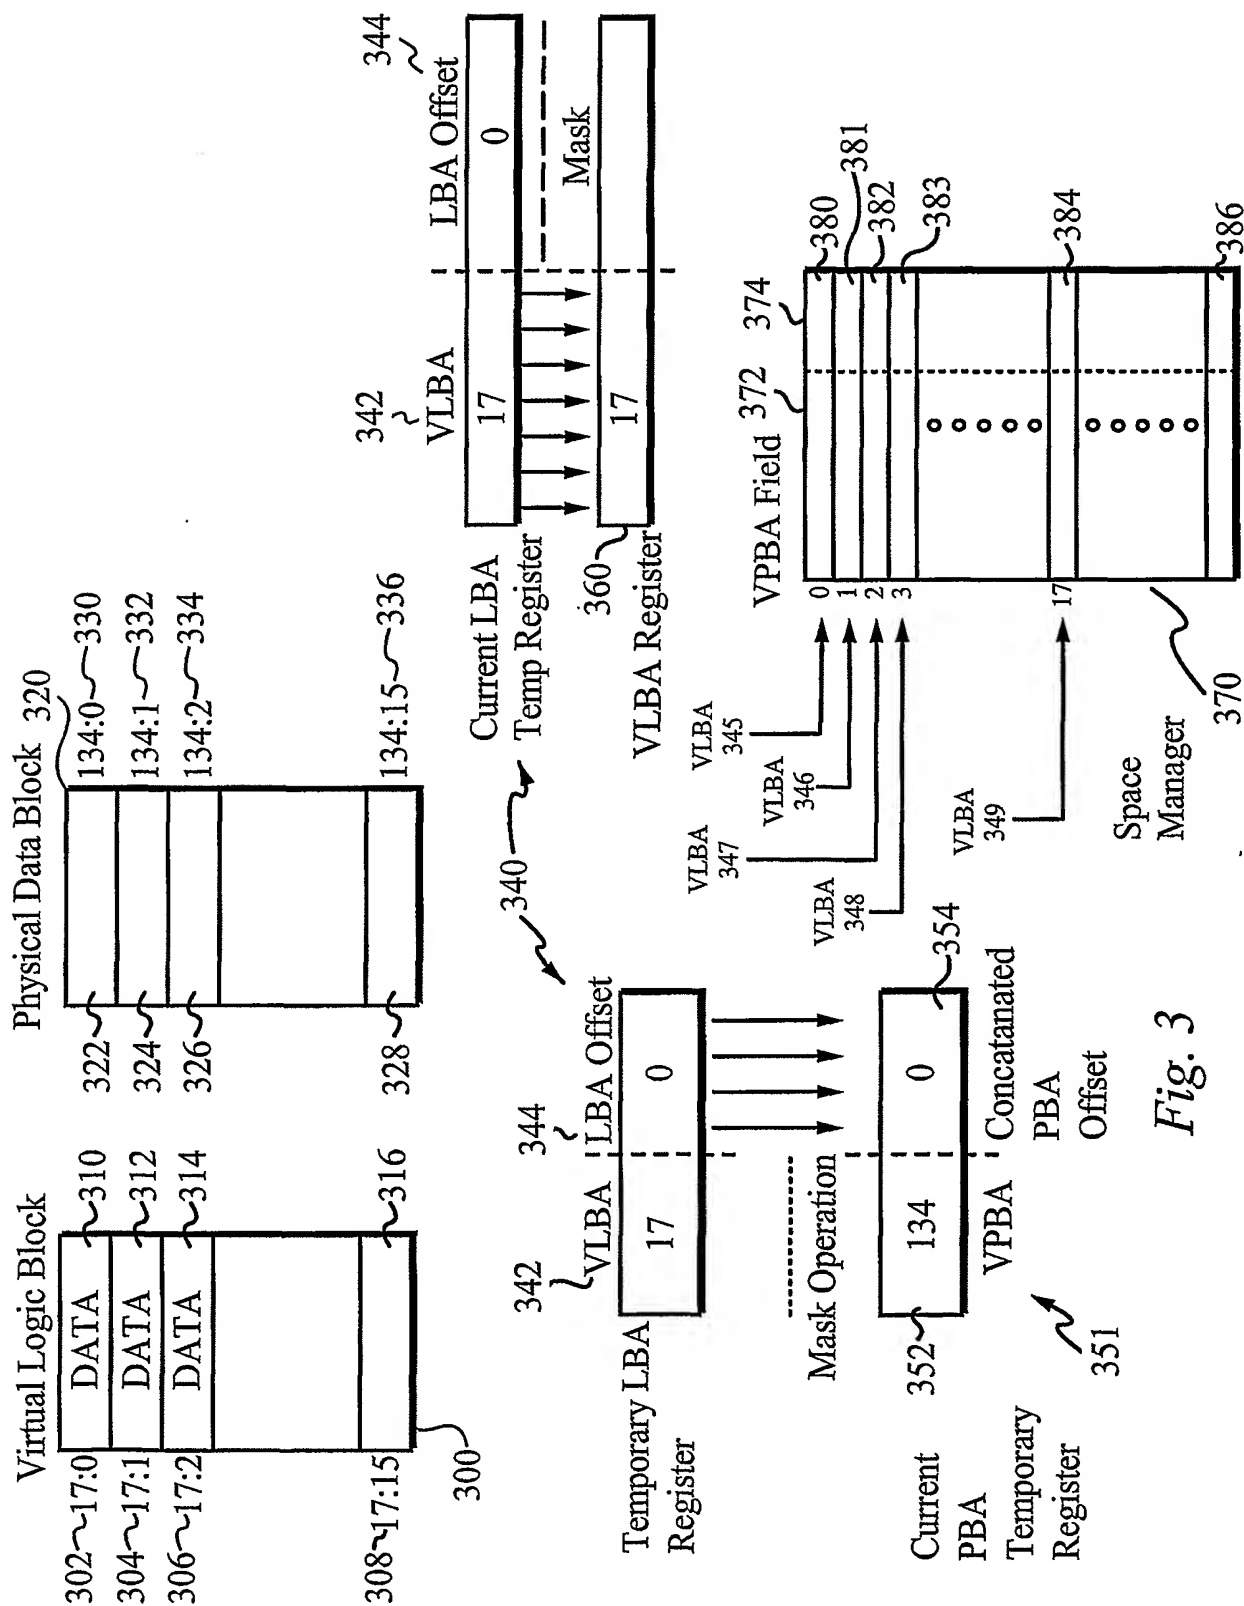 Virtual Logic Block
302 17:0 DATA 310
304 17:1 DATA 312
306 17:2 DATA 314
308 17:15 316
300
Physical Data Block
320
322 134:0 330
324 134:1 332
326 134:2 334
328 134:15 336
340
342 344
VLBA LBA Offset
Temporary LBA
Register
17 0
Mask Operation
352 134 0 354
VPBA Concatanated
PBA
Offset
Current
PBA
Temporary
Register
351
342 344
VLBA LBA Offset
Current LBA
Temp Register
17 0
Mask
360
17
VLBA Register
VPBA Field 372 374
VLBA
345
VLBA
346
VLBA
347
VLBA
348
VLBA
349
0 380
1 381
2 382
3 383
17 384
386
Space
Manager
370
Fig. 3